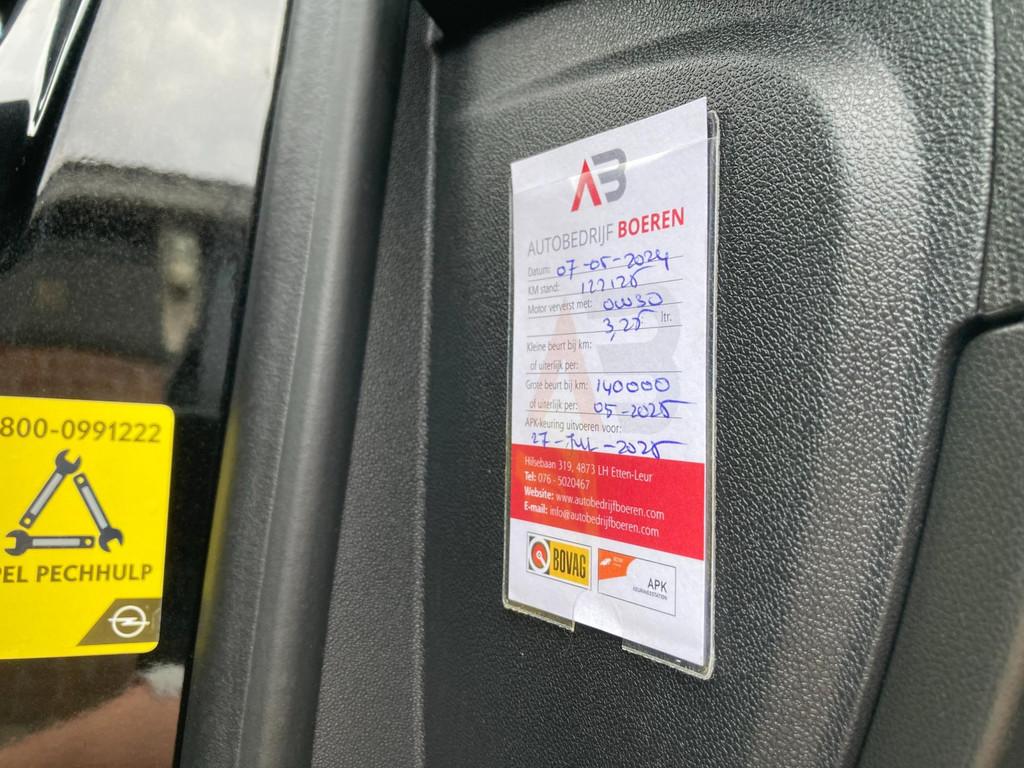 800-0991222
PEL PECHHULP
AB
AUTOBEDRIJF BOEREN
Datum: 07-05-2024
KM stand: 122125
Motor ververst met: 0W30
3,25 ltr.
Kleine beurt bij km:
of uiterlijk per:
Grote beurt bij km: 140000
of uiterlijk per: 05-2025
APK-keuring uitvoeren voor:
27-JUL-2025
Hilsebaan 319, 4873 LH Etten-Leur
Tel: 076 - 5020467
Website: www.autobedrijfboeren.com
E-mail: info@autobedrijfboeren.com
BOVAG
APK
KEURINGSSTATION